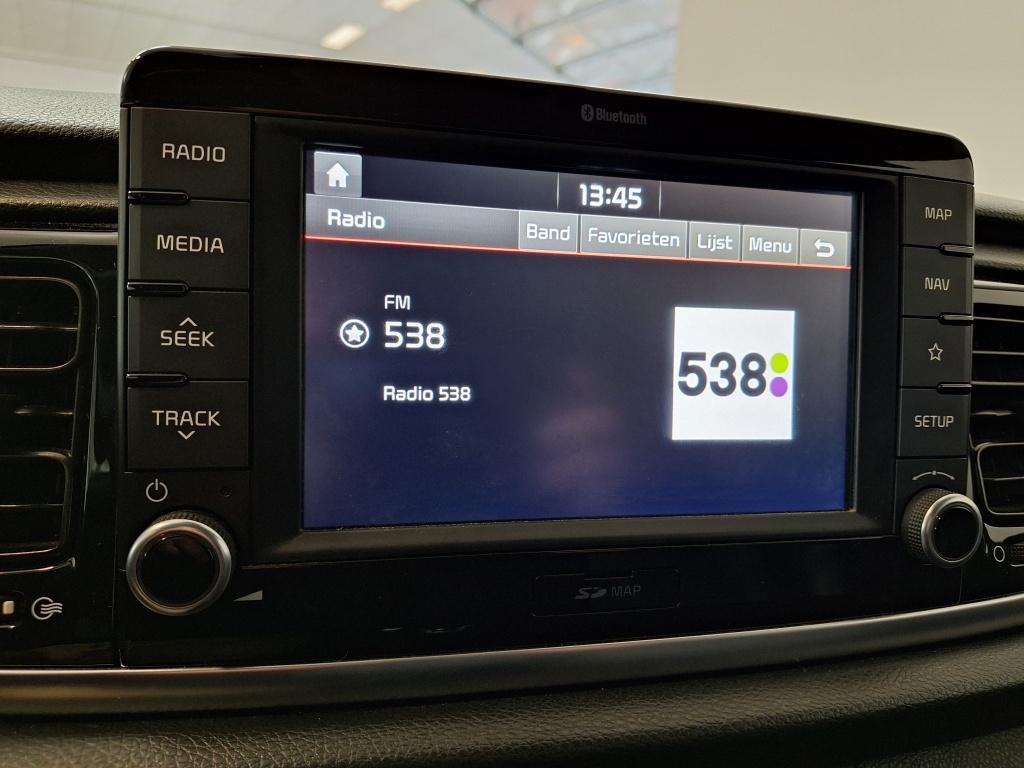 Bluetooth
RADIO
MEDIA
SEEK
TRACK
13:45
Radio
Band
Favorieten
Lijst
Menu
FM
538
Radio 538
538
MAP
NAV
SETUP
SD MAP